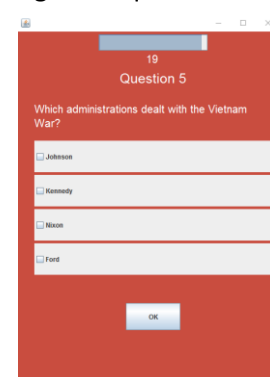 19
Question 5
Which administrations dealt with the Vietnam
War?
Johnson
Kennedy
Nixon
Ford
OK